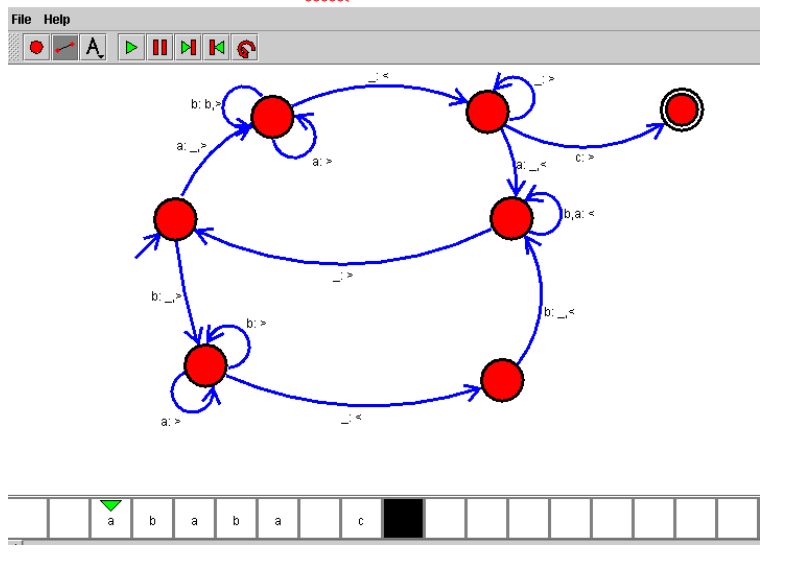 File Help
A
_: <
_: >
b: b,>
a: _,>
a: >
c: >
a: _,<
b,a: <
_: >
b: _,>
b: _,<
b: >
a: >
_: <
a b a b a c